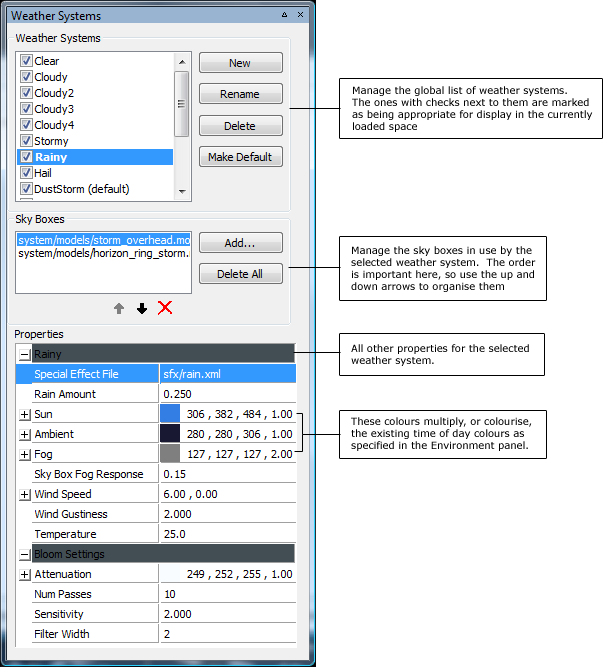 Weather Systems
Weather Systems
Clear
Cloudy
Cloudy2
Cloudy3
Cloudy4
Stormy
Rainy
Hail
DustStorm (default)
New
Rename
Delete
Make Default
Manage the global list of weather systems.
The ones with checks next to them are marked
as being appropriate for display in the currently
loaded space
Sky Boxes
system/models/storm_overhead.mo
system/models/horizon_ring_storm.
Add...
Delete All
Manage the sky boxes in use by the
selected weather system. The order
is important here, so use the up and
down arrows to organise them
Properties
Rainy
Special Effect File sfx/rain.xml
Rain Amount 0.250
Sun 306 , 382 , 484 , 1.00
Ambient 280 , 280 , 306 , 1.00
Fog 127 , 127 , 127 , 2.00
Sky Box Fog Response 0.15
Wind Speed 6.00 , 0.00
Wind Gustiness 2.000
Temperature 25.0
Bloom Settings
Attenuation 249 , 252 , 255 , 1.00
Num Passes 10
Sensitivity 2.000
Filter Width 2
All other properties for the selected
weather system.
These colours multiply, or colourise,
the existing time of day colours as
specified in the Environment panel.